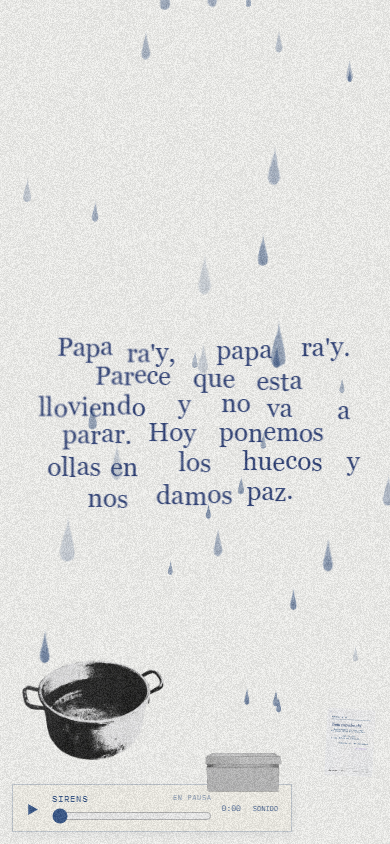 Papa ra'y, papa ra'y.
Parece que esta
lloviendo y no va a
parar. Hoy ponemos
ollas en los huecos y
nos damos paz.
SIRENS
EN PAUSA
0:00
SONIDO